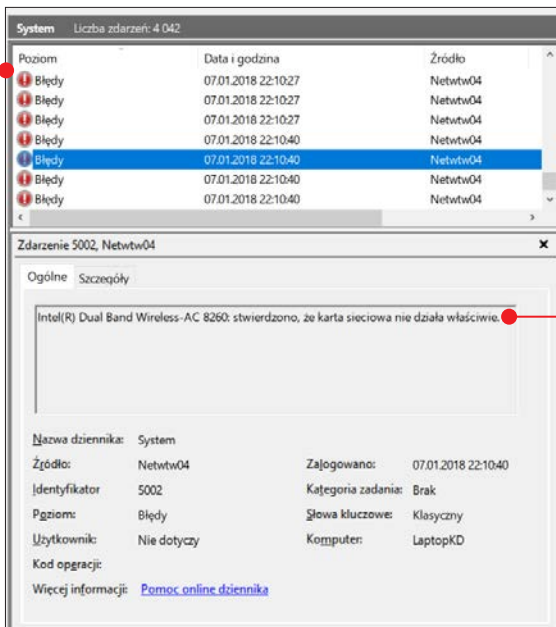 System Liczba zdarzeń: 4 042
Poziom Data i godzina Źródło
Błędy 07.01.2018 22:10:27 Netwtw04
Błędy 07.01.2018 22:10:27 Netwtw04
Błędy 07.01.2018 22:10:27 Netwtw04
Błędy 07.01.2018 22:10:40 Netwtw04
Błędy 07.01.2018 22:10:40 Netwtw04
Błędy 07.01.2018 22:10:40 Netwtw04
Błędy 07.01.2018 22:10:40 Netwtw04
Zdarzenie 5002, Netwtw04
Ogólne Szczegóły
Intel(R) Dual Band Wireless-AC 8260: stwierdzono, że karta sieciowa nie działa właściwie.
Nazwa dziennika: System
Źródło: Netwtw04 Zalogowano: 07.01.2018 22:10:40
Identyfikator 5002 Kategoria zadania: Brak
Poziom: Błędy Słowa kluczowe: Klasyczny
Użytkownik: Nie dotyczy Komputer: LaptopKD
Kod operacji:
Więcej informacji: Pomoc online dziennika